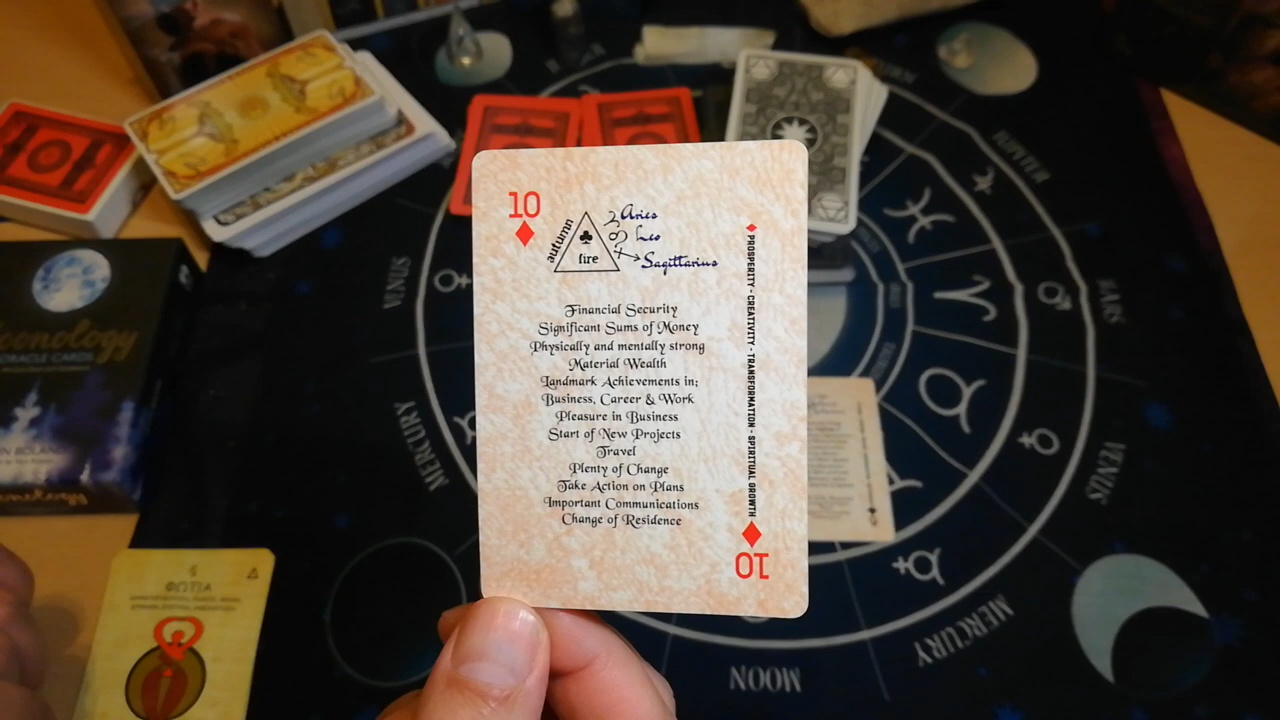 10
autumn
fire
Aries
Leo
Sagittarius
Financial Security
Significant Sums of Money
Physically and mentally strong
Material Wealth
Landmark Achievements in;
Business, Career & Work
Pleasure in Business
Start of New Projects
Travel
Plenty of Change
Take Action on Plans
Important Communications
Change of Residence
PROSPERITY - CREATIVITY - TRANSFORMATION - SPIRITUAL GROWTH
10
VENUS
MERCURY
MOON
MERCURY
VENUS
MARS
JUPITER
ORACLE CARDS
ΦΩΤΙΑ